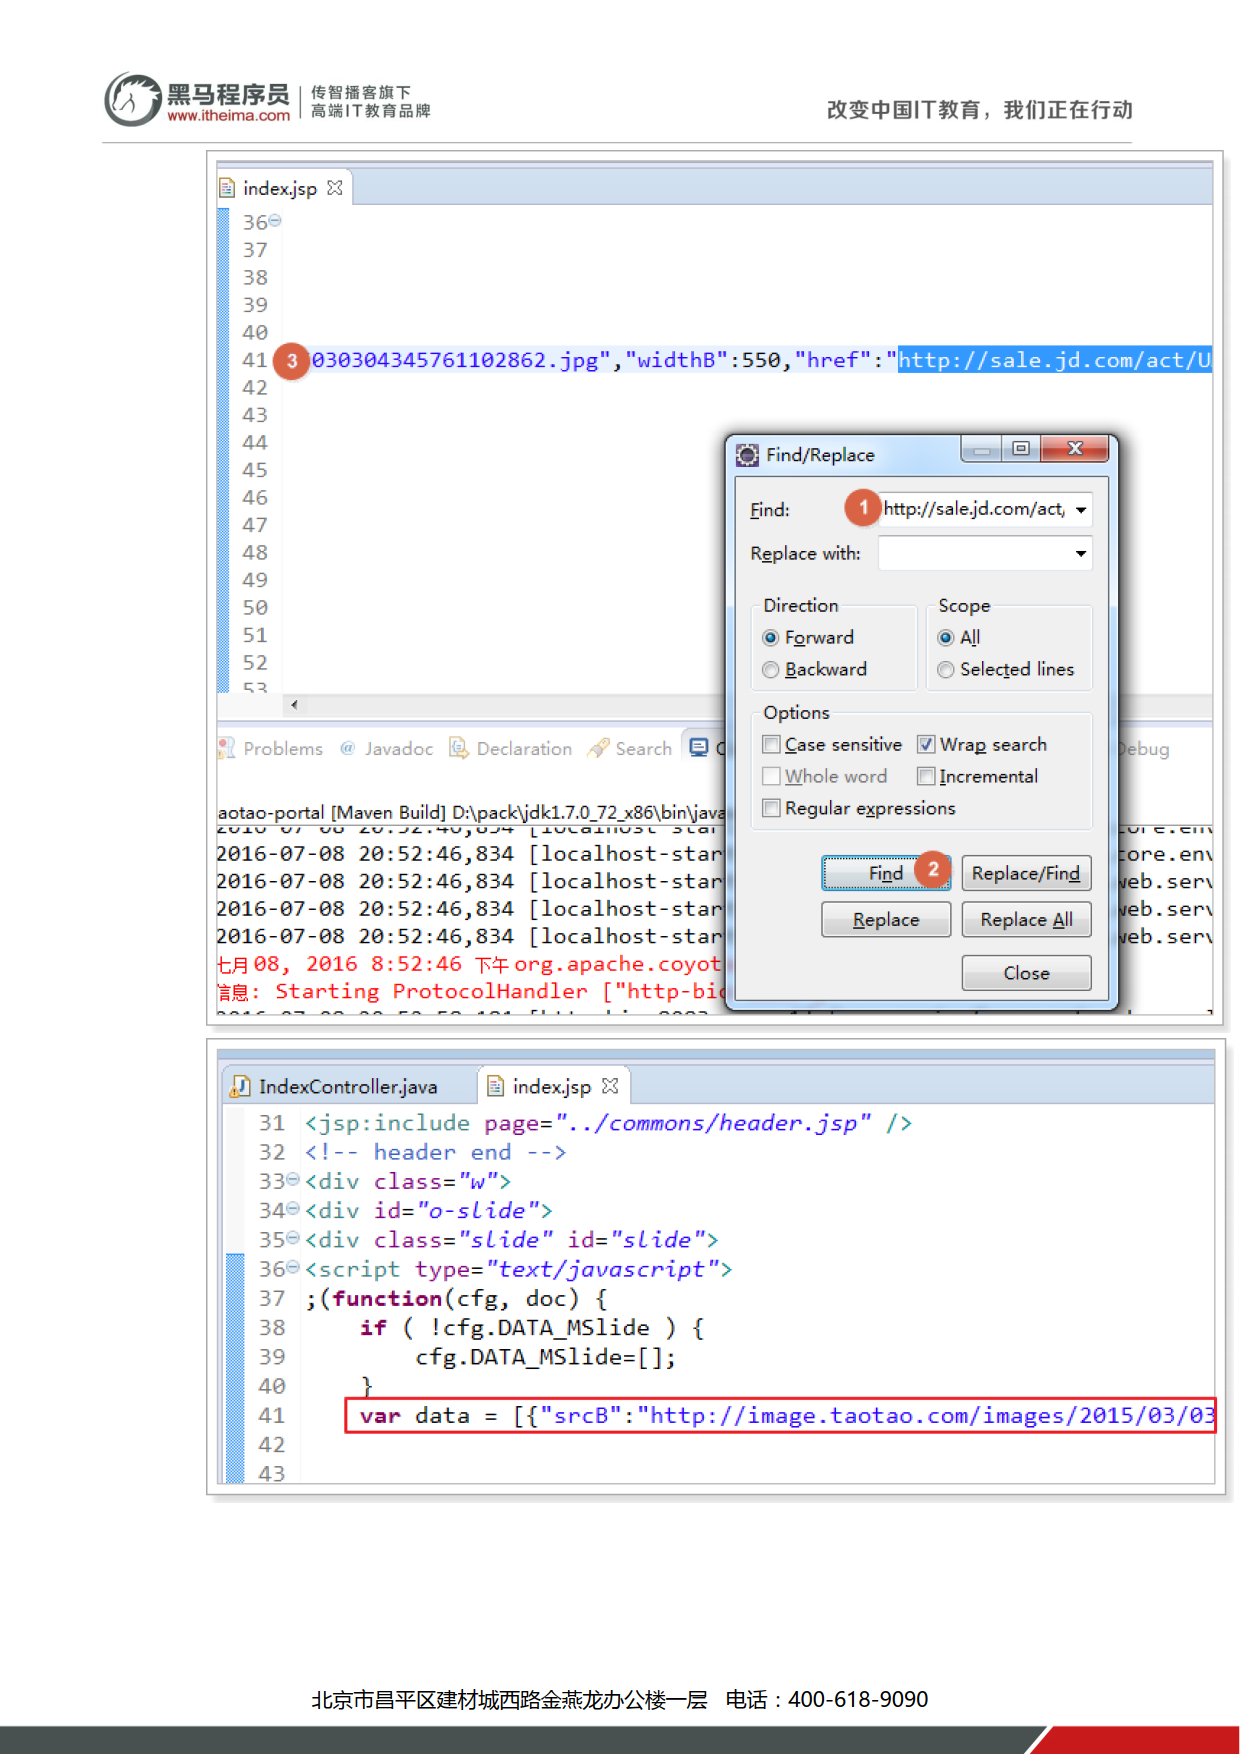 黑马程序员
www.itheima.com
传智播客旗下
高端IT教育品牌
改变中国IT教育，我们正在行动
index.jsp
36
37
38
39
40
41 3 030304345761102862.jpg","widthB":550,"href":"http://sale.jd.com/act/U
42
43
44
45
46
47
48
49
50
51
52
53
Find/Replace
Find: 1 http://sale.jd.com/act/
Replace with:
Direction
Scope
Forward
All
Backward
Selected lines
Options
Case sensitive
Wrap search
Whole word
Incremental
Regular expressions
Find 2
Replace/Find
Replace
Replace All
Close
Problems @ Javadoc Declaration Search C Debug
aotao-portal [Maven Build] D:\pack\jdk1.7.0_72_x86\bin\java
2016-07-08 20:52:46,834 [localhost-star core.env
2016-07-08 20:52:46,834 [localhost-star web.serv
2016-07-08 20:52:46,834 [localhost-star web.serv
2016-07-08 20:52:46,834 [localhost-star web.serv
七月 08, 2016 8:52:46 下午 org.apache.coyot
信息: Starting ProtocolHandler ["http-bio
IndexController.java
index.jsp
31 <jsp:include page="../commons/header.jsp" />
32 <!-- header end -->
33 <div class="w">
34 <div id="o-slide">
35 <div class="slide" id="slide">
36 <script type="text/javascript">
37 ;(function(cfg, doc) {
38 if ( !cfg.DATA_MSlide ) {
39 cfg.DATA_MSlide=[];
40 }
41 var data = [{"srcB":"http://image.taotao.com/images/2015/03/03
42
43
北京市昌平区建材城西路金燕龙办公楼一层 电话：400-618-9090